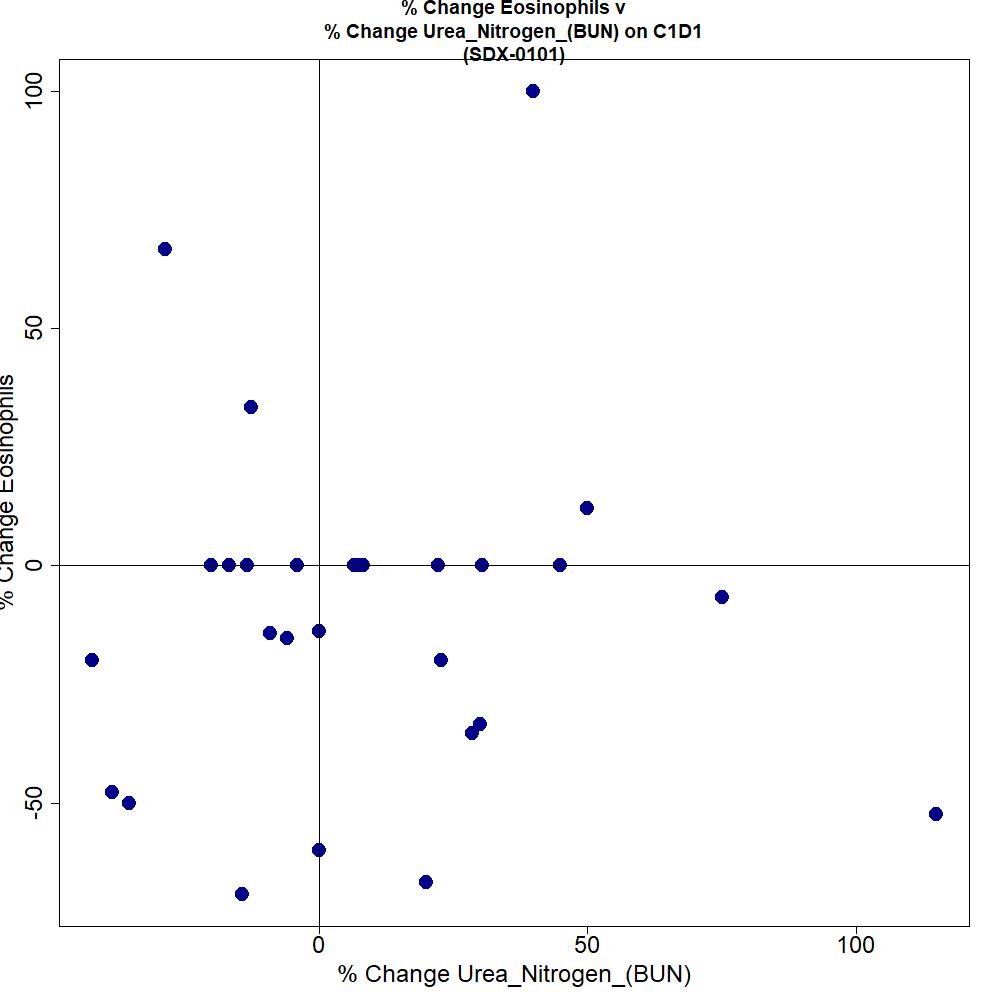 % Change Eosinophils v
% Change Urea_Nitrogen_(BUN) on C1D1
(SDX-0101)
100
50
0
-50
% Change Eosinophils
0
50
100
% Change Urea_Nitrogen_(BUN)